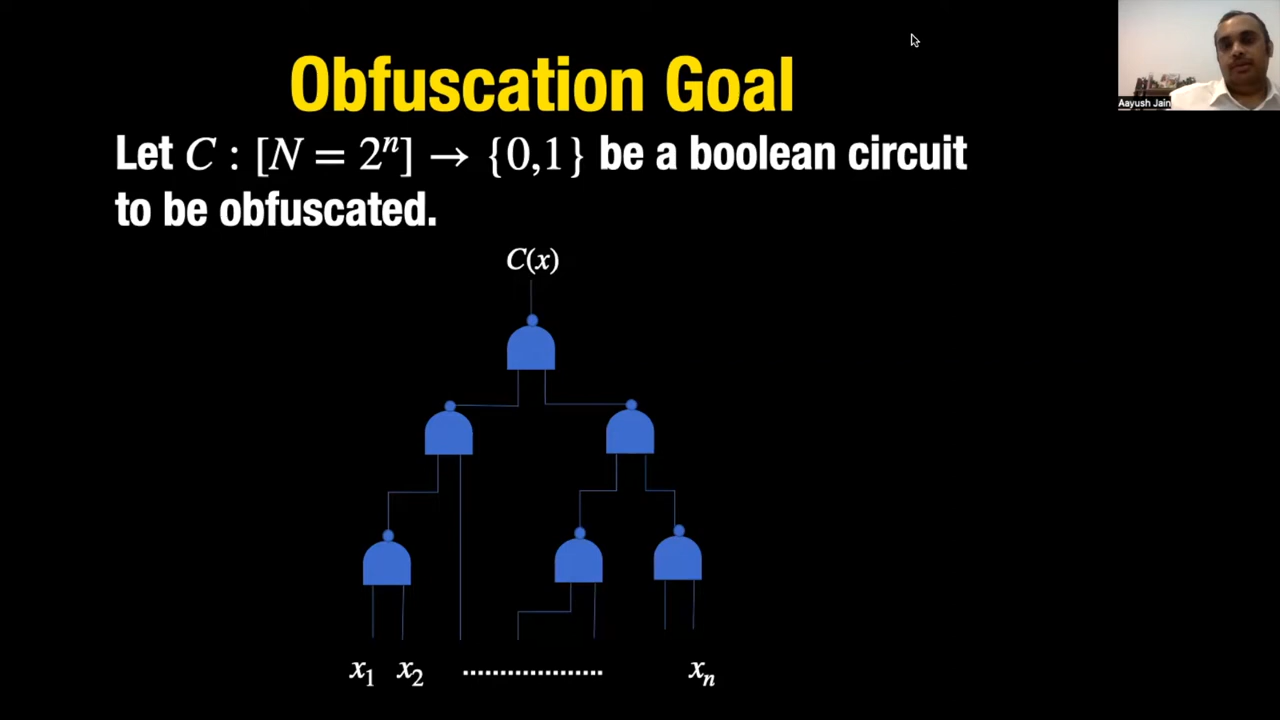 Obfuscation Goal
Aayush Jain
Let C : [N = 2ⁿ] → {0,1} be a boolean circuit
to be obfuscated.
C(x)
x₁ x₂ .................... xₙ